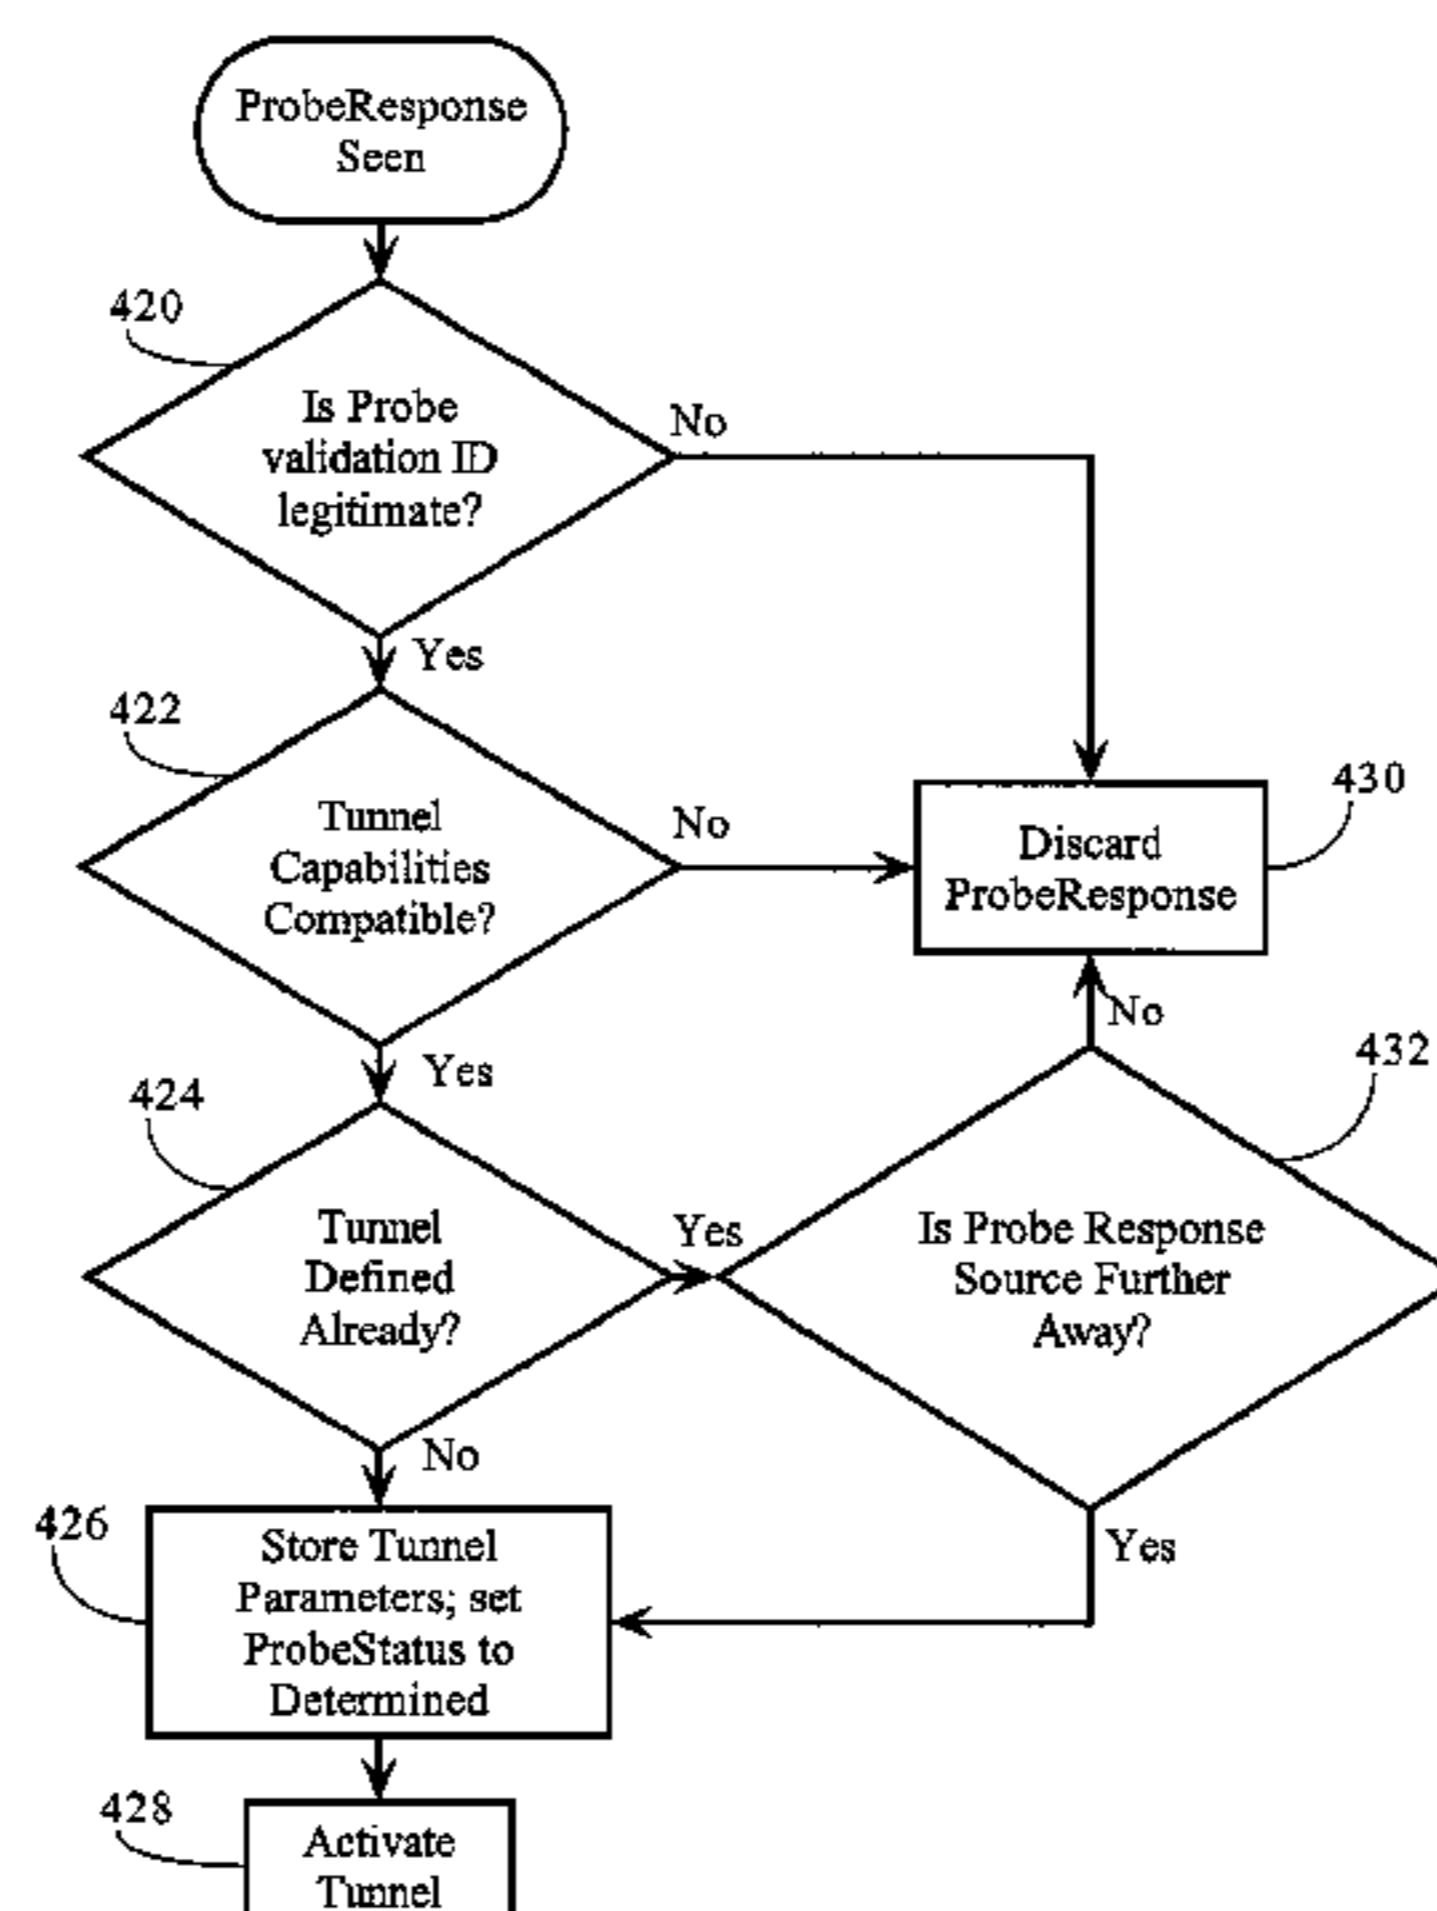 ProbeResponse
Seen
420
Is Probe
validation ID
legitimate?
No
Yes
422
Tunnel
Capabilities
Compatible?
No
430
Discard
ProbeResponse
No
Yes
432
424
Tunnel
Defined
Already?
Yes
Is Probe Response
Source Further
Away?
No
Yes
426
Store Tunnel
Parameters; set
ProbeStatus to
Determined
428
Activate
Tunnel